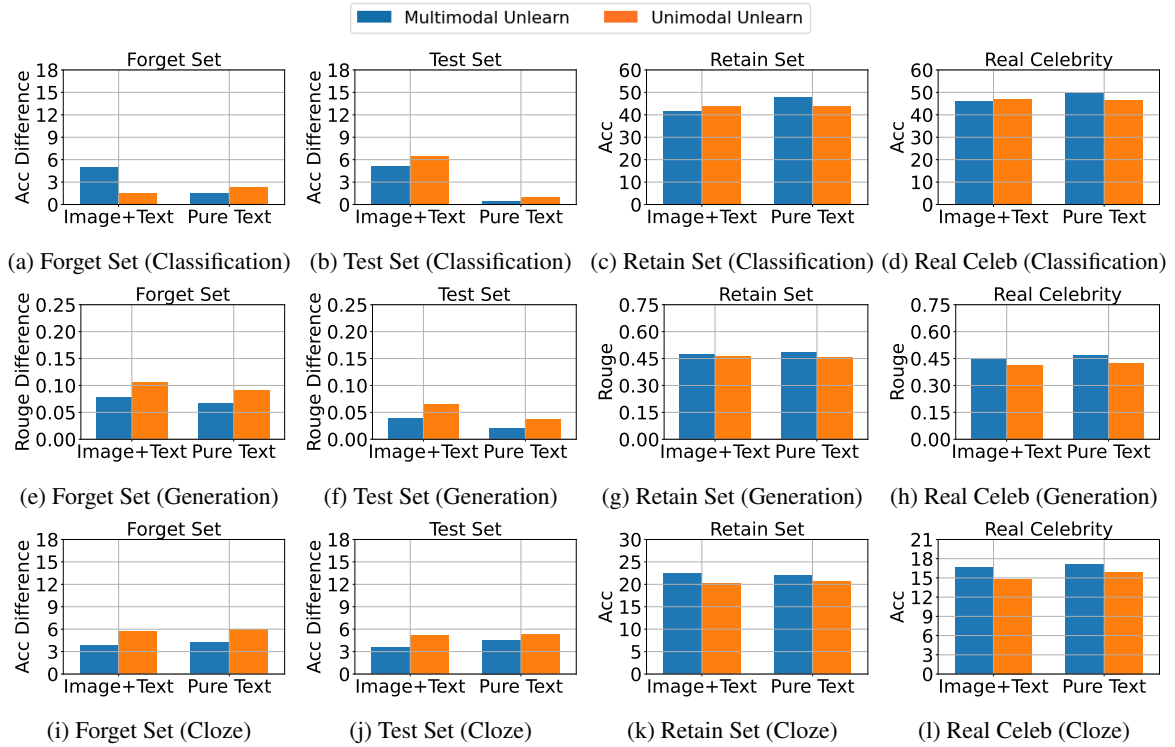 Multimodal Unlearn Unimodal Unlearn
Forget Set Test Set Retain Set Real Celebrity
Acc Difference
18
15
12
9
6
3
0
Image+Text Pure Text
Acc Difference
18
15
12
9
6
3
0
Image+Text Pure Text
Acc
60
50
40
30
20
10
0
Image+Text Pure Text
Acc
60
50
40
30
20
10
0
Image+Text Pure Text
(a) Forget Set (Classification) (b) Test Set (Classification) (c) Retain Set (Classification) (d) Real Celeb (Classification)
Forget Set Test Set Retain Set Real Celebrity
Rouge Difference
0.25
0.20
0.15
0.10
0.05
0.00
Image+Text Pure Text
Rouge Difference
0.25
0.20
0.15
0.10
0.05
0.00
Image+Text Pure Text
Rouge
0.75
0.60
0.45
0.30
0.15
0.00
Image+Text Pure Text
Rouge
0.75
0.60
0.45
0.30
0.15
0.00
Image+Text Pure Text
(e) Forget Set (Generation) (f) Test Set (Generation) (g) Retain Set (Generation) (h) Real Celeb (Generation)
Forget Set Test Set Retain Set Real Celebrity
Acc Difference
18
15
12
9
6
3
0
Image+Text Pure Text
Acc Difference
18
15
12
9
6
3
0
Image+Text Pure Text
Acc
30
25
20
15
10
5
0
Image+Text Pure Text
Acc
21
18
15
12
9
6
3
0
Image+Text Pure Text
(i) Forget Set (Cloze) (j) Test Set (Cloze) (k) Retain Set (Cloze) (l) Real Celeb (Cloze)